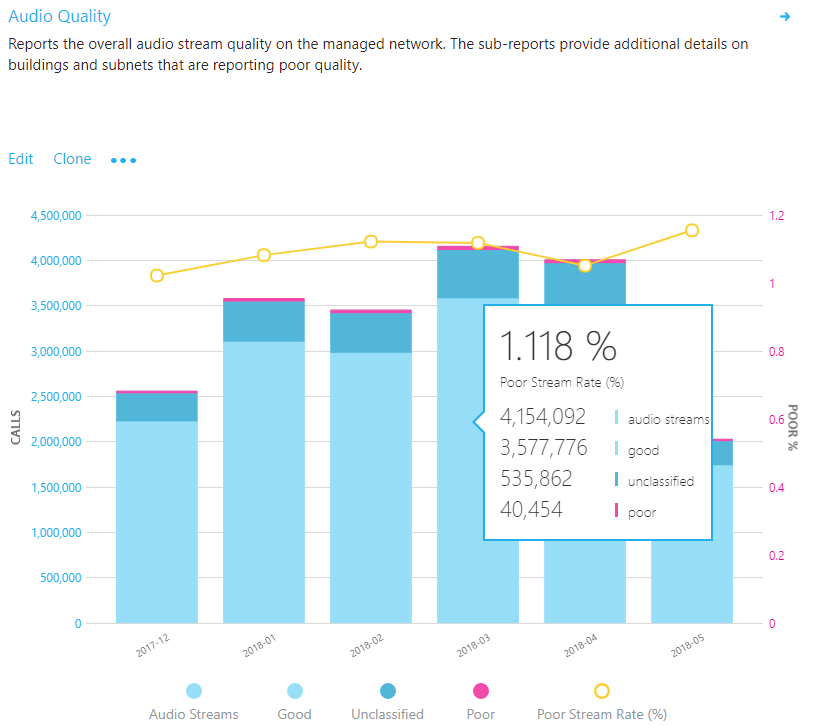 Audio Quality
Reports the overall audio stream quality on the managed network. The sub-reports provide additional details on
buildings and subnets that are reporting poor quality.
Edit Clone
4,500,000
4,000,000
3,500,000
3,000,000
2,500,000
2,000,000
1,500,000
1,000,000
500,000
0
CALLS
1.2
1
0.8
0.6
0.4
0.2
0
POOR %
1.118 %
Poor Stream Rate (%)
4,154,092 audio streams
3,577,776 good
535,862 unclassified
40,454 poor
2017-12 2018-01 2018-02 2018-03 2018-04 2018-05
Audio Streams Good Unclassified Poor Poor Stream Rate (%)